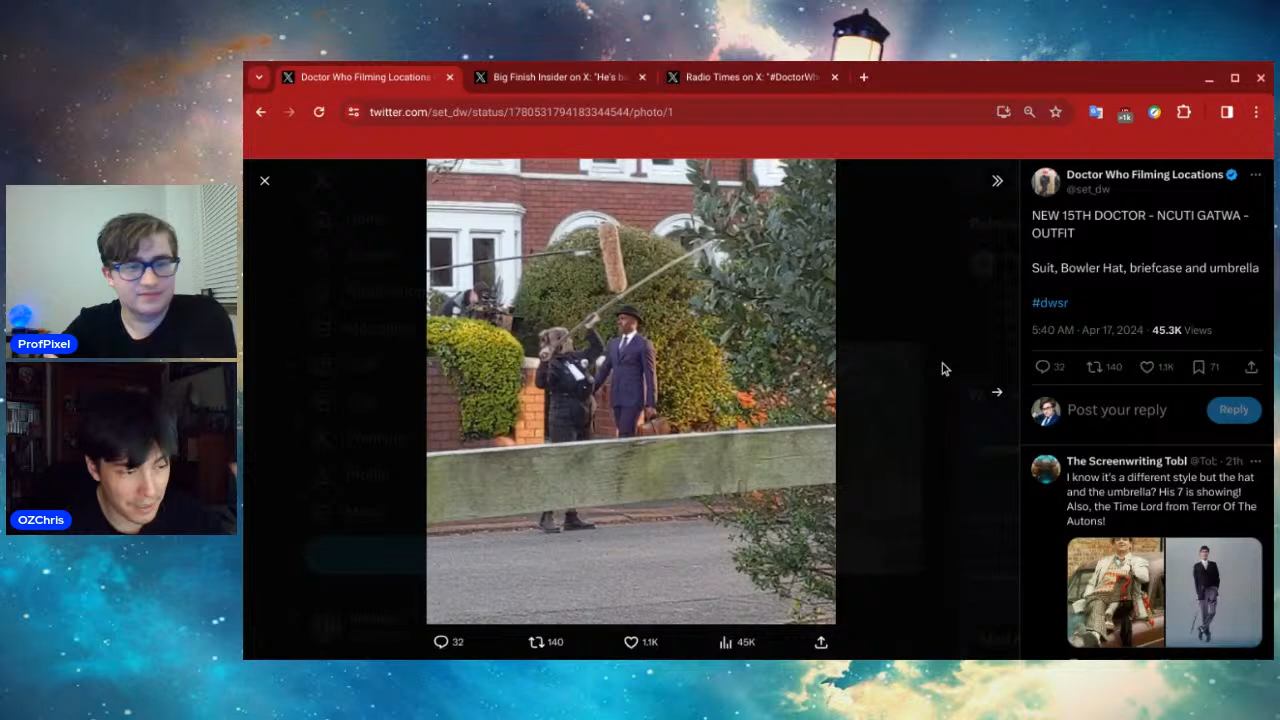 Doctor Who Filming Locations
Big Finish Insider on X: "He's b
Radio Times on X: "#DoctorWh
twitter.com/set_dw/status/1780531794183344544/photo/1
>1k
Doctor Who Filming Locations
@set_dw
NEW 15TH DOCTOR - NCUTI GATWA -
OUTFIT
Suit, Bowler Hat, briefcase and umbrella
#dwsr
5:40 AM · Apr 17, 2024 · 45.3K Views
32 140 1.1K 71
Post your reply
Reply
The Screenwriting Tobl @Tob · 21h
I know it's a different style but the hat
and the umbrella? His 7 is showing!
Also, the Time Lord from Terror Of The
Autons!
32 140 1.1K 45K
ProfPixel
OZChris